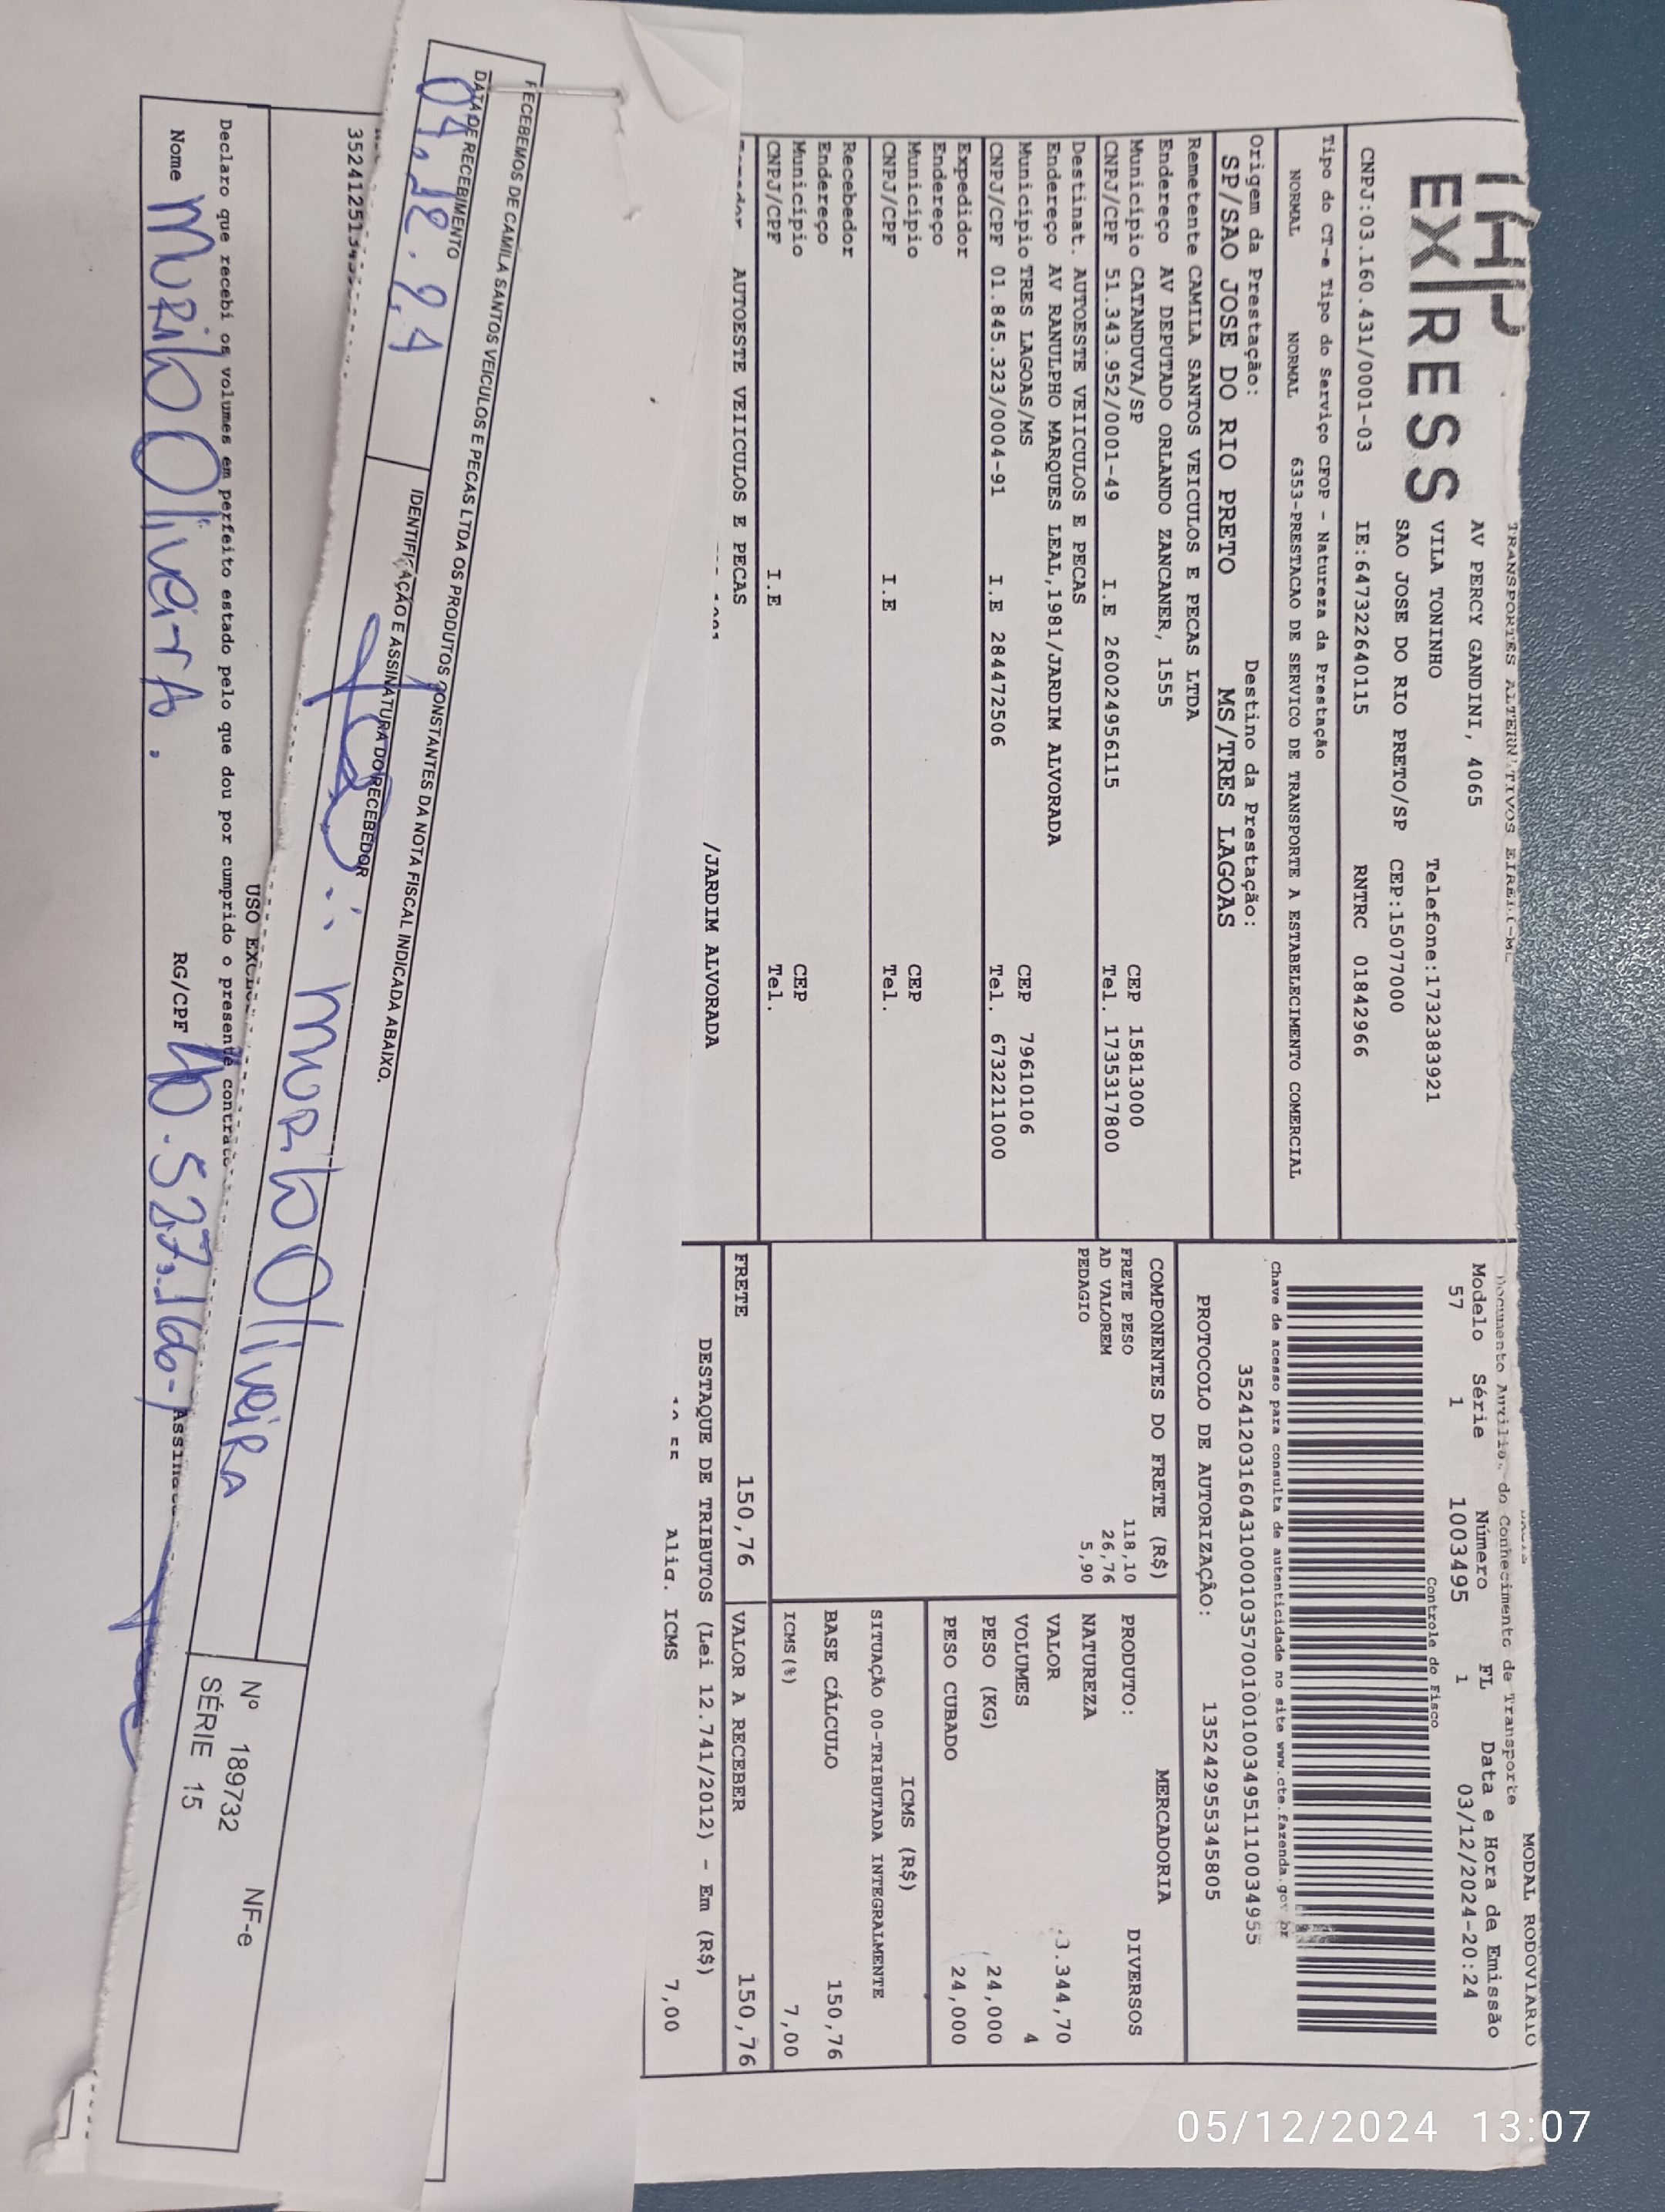 EXPRESS
AV PERCY GANDINI, 4065
VILA TONINHO Telefone:1732383921
SAO JOSE DO RIO PRETO/SP CEP:15077000
CNPJ:03.160.431/0001-03 IE:647322640115 RNTRC 01842966
Tipo do CT-e Tipo do Serviço CFOP - Natureza da Prestação
NORMAL NORMAL 6353-PRESTACAO DE SERVICO DE TRANSPORTE A ESTABELECIMENTO COMERCIAL
Origem da Prestação: Destino da Prestação:
SP/SAO JOSE DO RIO PRETO MS/TRES LAGOAS
Remetente CAMILA SANTOS VEICULOS E PECAS LTDA
Endereço AV DEPUTADO ORLANDO ZANCANER, 1555
Municipio CATANDUVA/SP CEP 15813000
CNPJ/CPF 51.343.952/0001-49 I.E 260024956115 Tel. 1735317800
Destinat. AUTOESTE VEIICULOS E PECAS
Endereço AV RANULPHO MARQUES LEAL,1981/JARDIM ALVORADA
Municipio TRES LAGOAS/MS CEP 79610106
CNPJ/CPF 01.845.323/0004-91 I.E 284472506 Tel. 6732211000
Expedidor
Endereço
Município CEP
CNPJ/CPF I.E Tel.
Recebedor
Endereço
Município CEP
CNPJ/CPF I.E Tel.
AUTOESTE VEIICULOS E PECAS
/JARDIM ALVORADA
MODAL RODOVIARIO
Documento Auxiliar do Conhecimento de Transporte
Modelo Série Número FL Data e Hora de Emissão
57 1 1003495 1 03/12/2024-20:24
Controle do Fisco
Chave de acesso para consulta de autenticidade no site www.cte.fazenda.gov.br
35241203160431000103570010010034951110034955
PROTOCOLO DE AUTORIZAÇÃO: 135242955345805
COMPONENTES DO FRETE (R$)
FRETE PESO 118,10
AD VALOREM 26,76
PEDAGIO 5,90
MERCADORIA
PRODUTO: DIVERSOS
NATUREZA
VALOR 3.344,70
VOLUMES 4
PESO (KG) 24,000
PESO CUBADO 24,000
ICMS (R$)
SITUAÇÃO 00-TRIBUTADA INTEGRALMENTE
BASE CÁLCULO 150,76
ICMS(%) 7,00
FRETE 150,76 VALOR A RECEBER 150,76
DESTAQUE DE TRIBUTOS (Lei 12.741/2012) - Em (R$)
Aliq. ICMS 7,00
RECEBEMOS DE CAMILA SANTOS VEICULOS E PECAS LTDA OS PRODUTOS CONSTANTES DA NOTA FISCAL INDICADA ABAIXO.
DATA DE RECEBIMENTO IDENTIFICAÇÃO E ASSINATURA DO RECEBEDOR
04.12.24 Murilo Oliveira
Nº 189732 NF-e
SÉRIE 15
USO
Declaro que recebi os volumes em perfeito estado pelo que dou por cumprido o presente contrato
Nome Murilo Oliveira. RG/CPF
05/12/2024 13:07